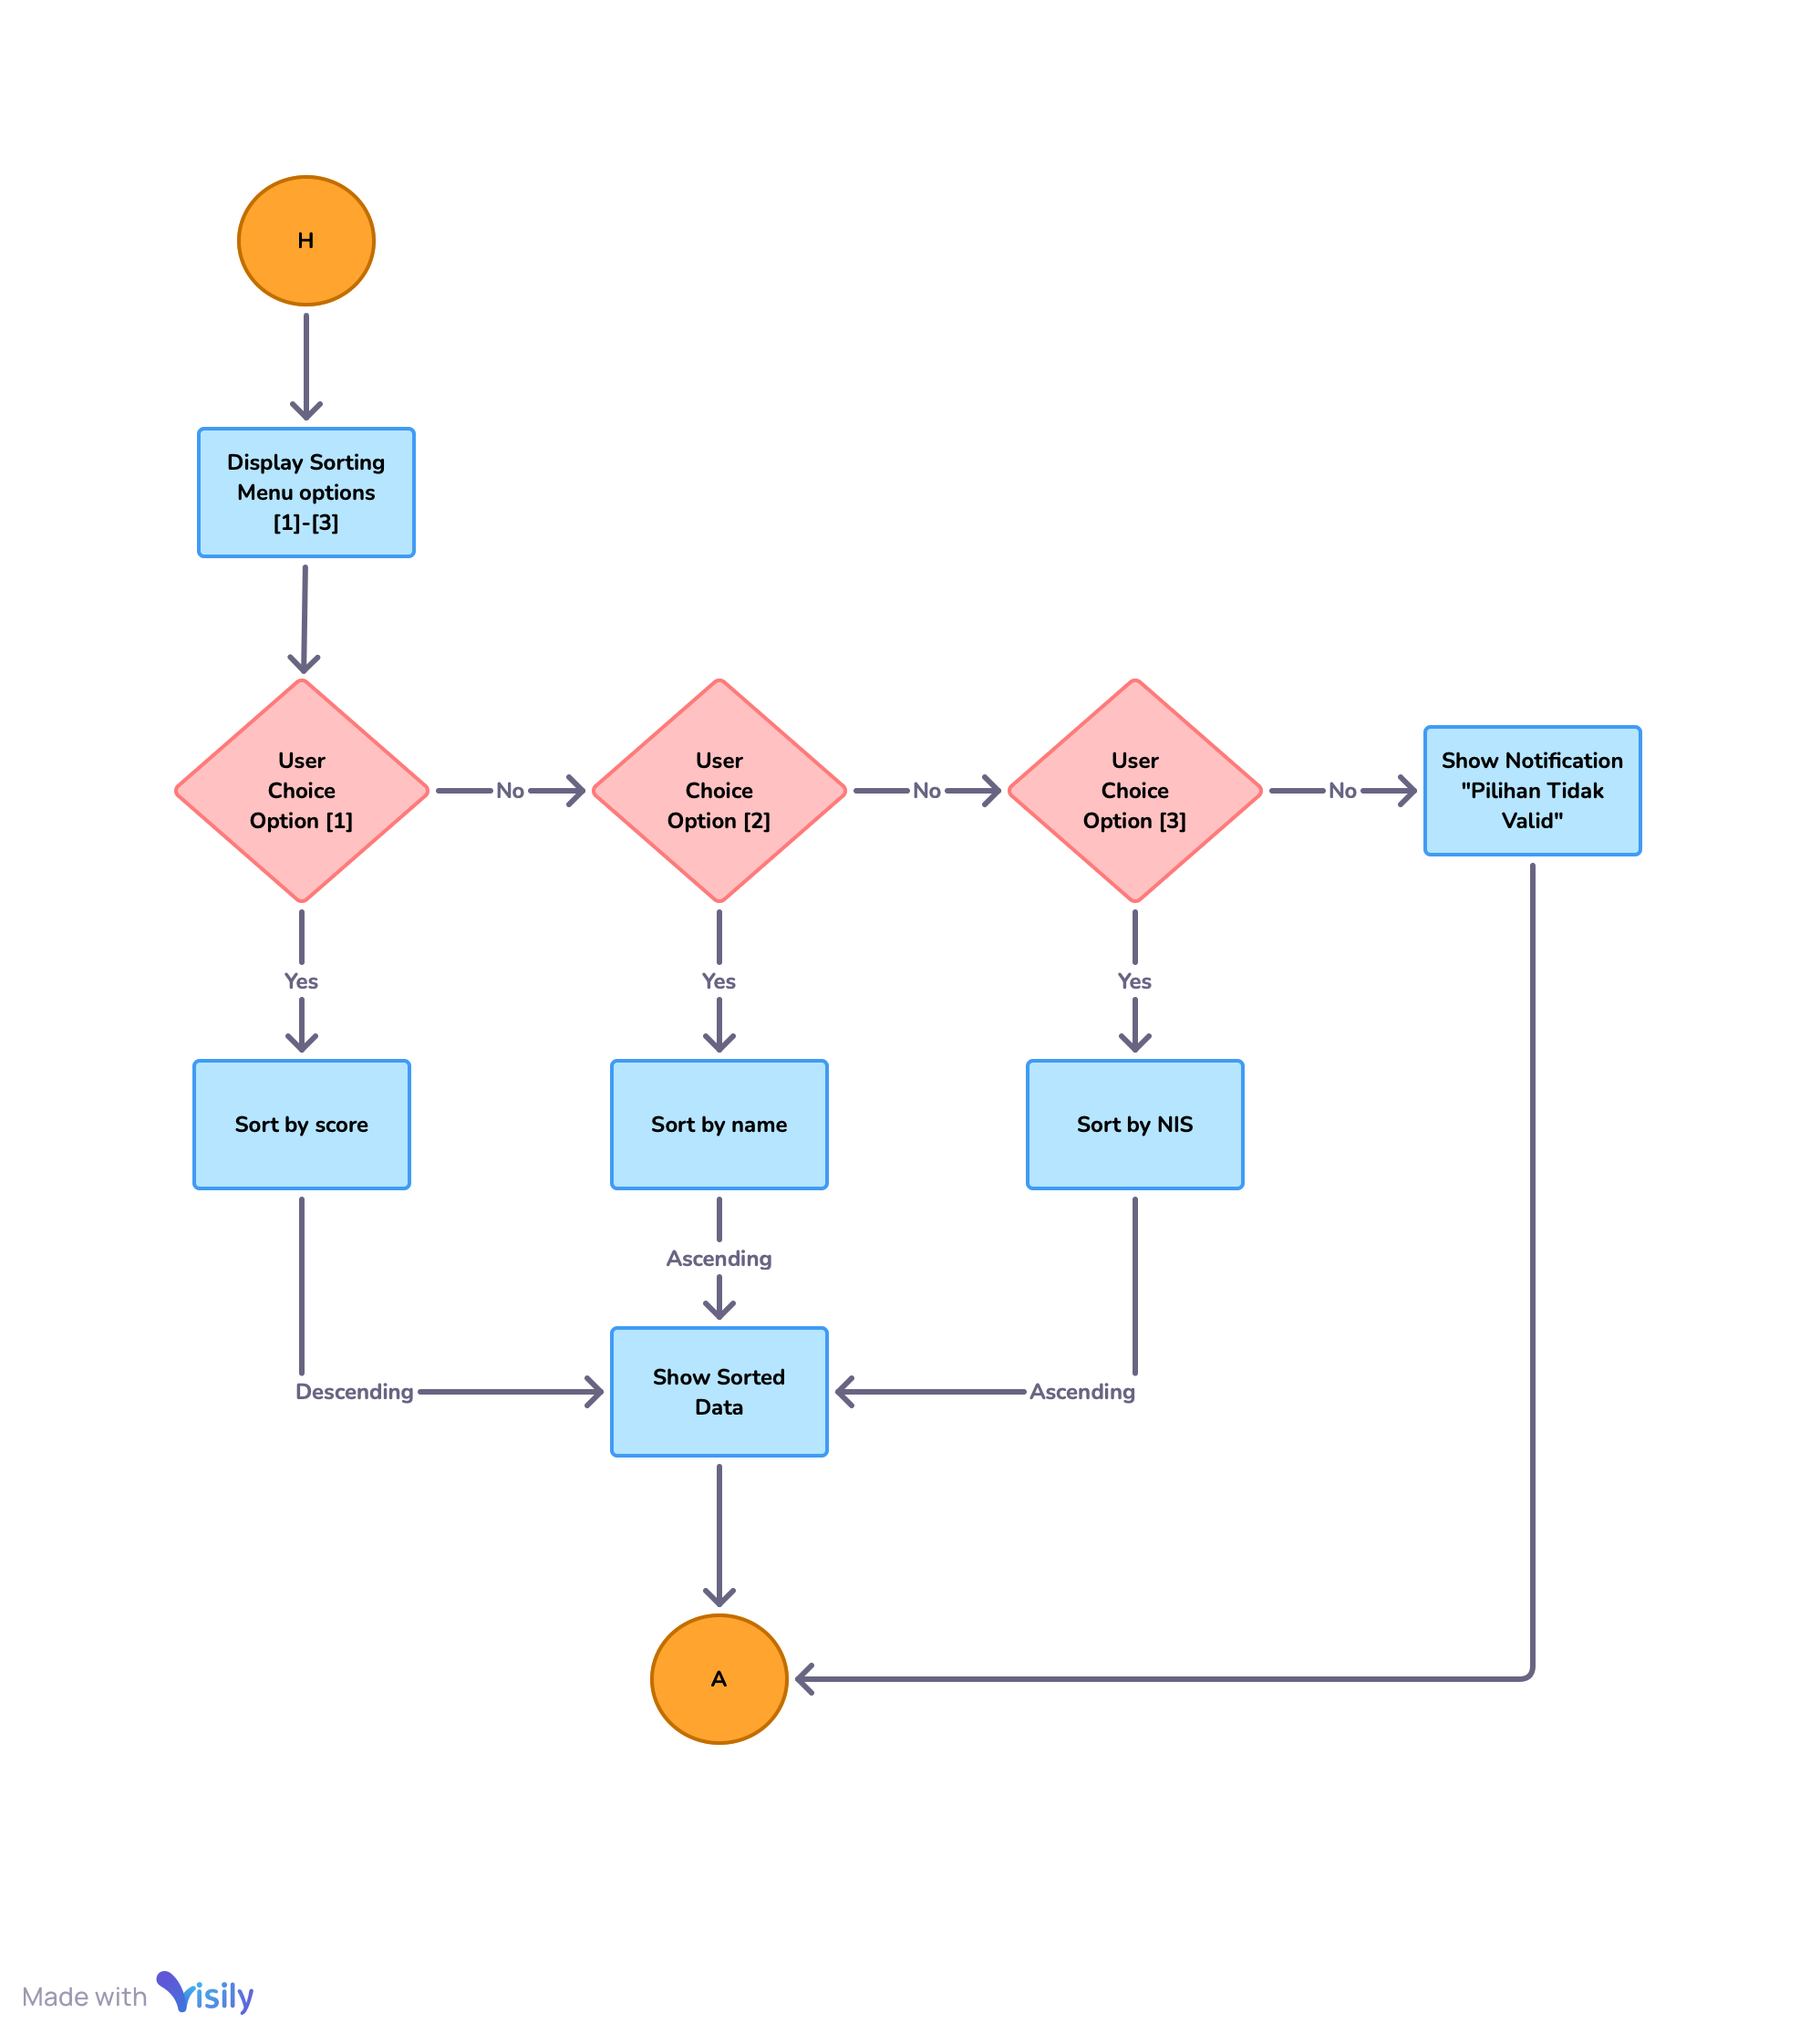 H
Display Sorting
Menu options
[1]-[3]
User
Choice
Option [1]
No
User
Choice
Option [2]
No
User
Choice
Option [3]
No
Show Notification
"Pilihan Tidak
Valid"
Yes
Yes
Yes
Sort by score
Sort by name
Sort by NIS
Ascending
Descending
Show Sorted
Data
Ascending
A
Made with Visily